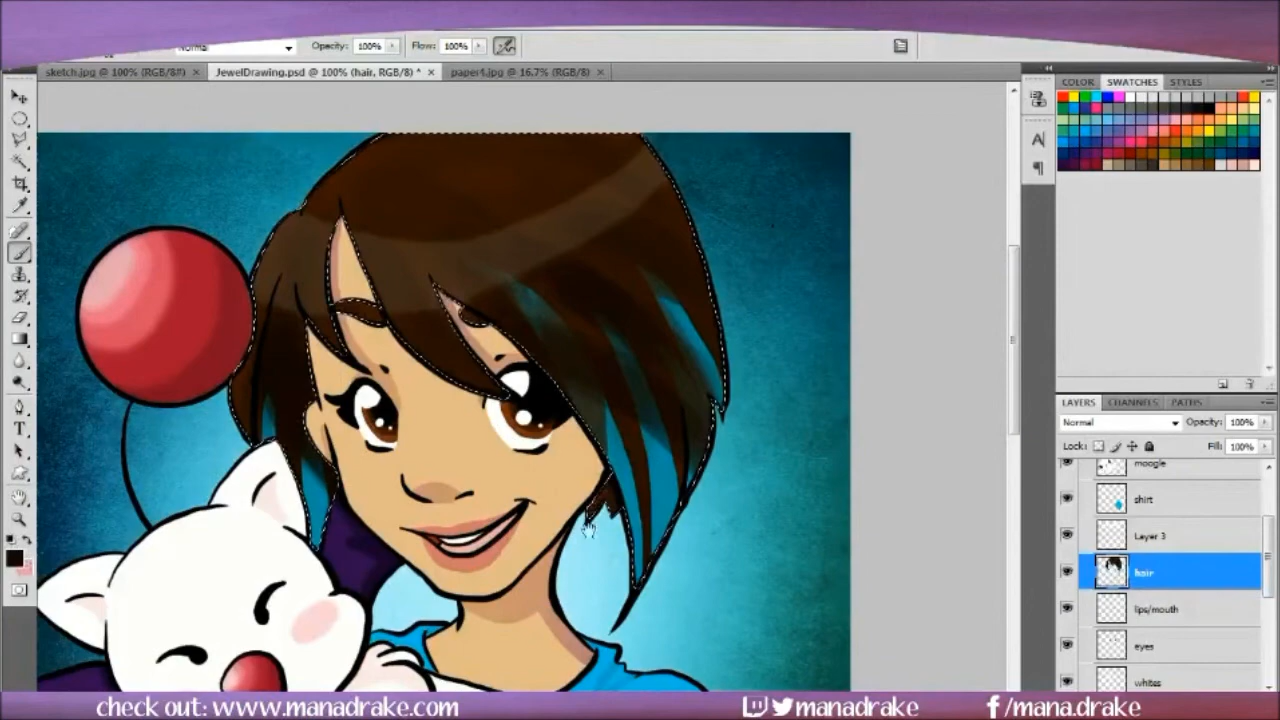 Normal Opacity: 100% Flow: 100%
sketch.jpg @ 100% (RGB/8#) × JewelDrawing.psd @ 100% (hair, RGB/8) * × paper4.jpg @ 16.7% (RGB/8) ×
COLOR SWATCHES STYLES
A
¶
T
LAYERS CHANNELS PATHS
Normal Opacity: 100%
Lock: Fill: 100%
moogle
shirt
Layer 3
hair
lips/mouth
eyes
whites
check out: www.manadrake.com manadrake f/mana.drake